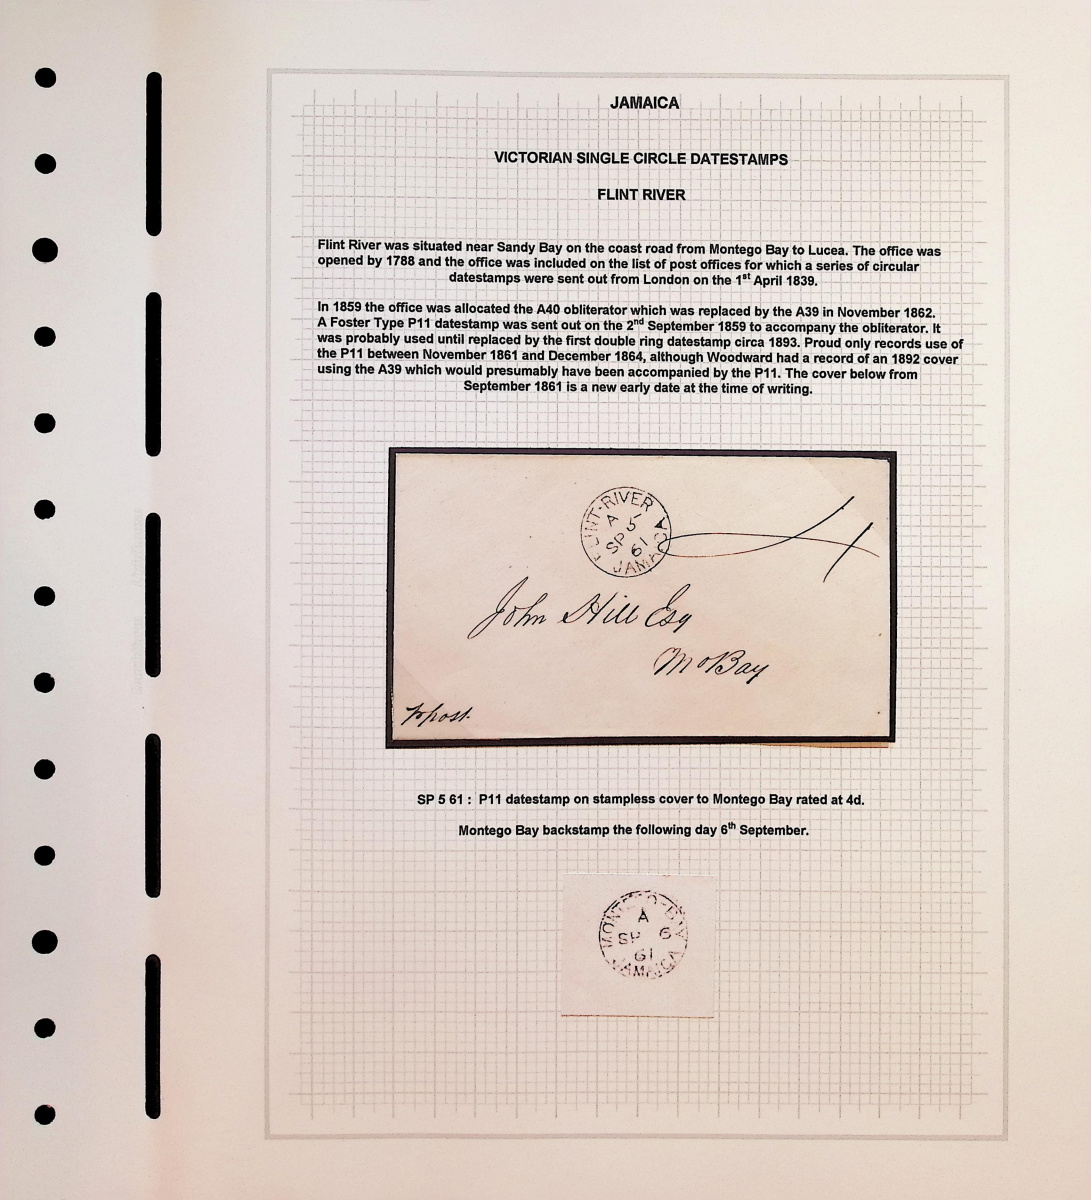 JAMAICA
VICTORIAN SINGLE CIRCLE DATESTAMPS
FLINT RIVER
Flint River was situated near Sandy Bay on the coast road from Montego Bay to Lucea. The office was
opened by 1788 and the office was included on the list of post offices for which a series of circular
datestamps were sent out from London on the 1st April 1839.
In 1859 the office was allocated the A40 obliterator which was replaced by the A39 in November 1862.
A Foster Type P11 datestamp was sent out on the 2nd September 1859 to accompany the obliterator. It
was probably used until replaced by the first double ring datestamp circa 1893. Proud only records use of
the P11 between November 1861 and December 1864, although Woodward had a record of an 1892 cover
using the A39 which would presumably have been accompanied by the P11. The cover below from
September 1861 is a new early date at the time of writing.
FLINT-RIVER
A 5
SP 61
JAMAICA
4
John Hill Esq
MoBay
post
SP 5 61 : P11 datestamp on stampless cover to Montego Bay rated at 4d.
Montego Bay backstamp the following day 6th September.
MONTEGO-BAY
A
SP 6
61
JAMAICA